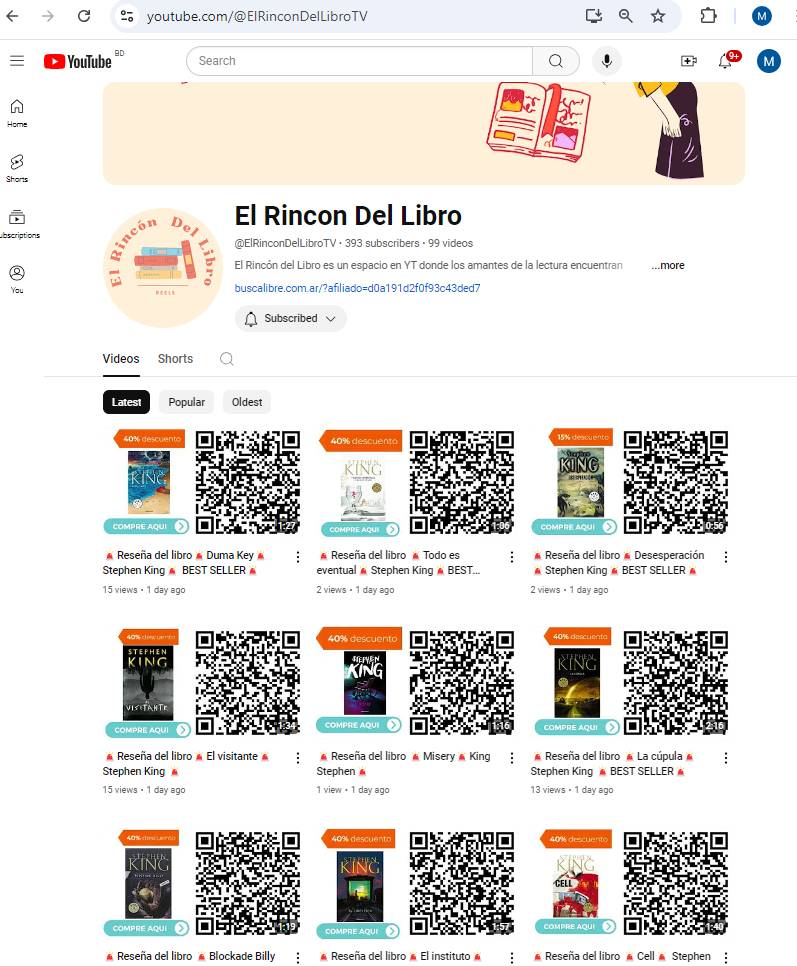 youtube.com/@ElRinconDelLibroTV
M
YouTube BD
Search
9+
M
Home
Shorts
ubscriptions
You
El Rincón Del Libro
REELS
El Rincon Del Libro
@ElRinconDelLibroTV • 393 subscribers • 99 videos
El Rincón del Libro es un espacio en YT donde los amantes de la lectura encuentran ...more
buscalibre.com.ar/?afiliado=d0a191d2f0f93c43ded7
Subscribed
Videos Shorts
Latest Popular Oldest
40% descuento
STEPHEN
KING
COMPRE AQUI
1:27
40% descuento
STEPHEN
KING
COMPRE AQUI
1:06
15% descuento
Stephen
KING
DESESPERACIÓN
COMPRE AQUI
0:56
Reseña del libro Duma Key
Stephen King BEST SELLER
15 views • 1 day ago
Reseña del libro Todo es
eventual Stephen King BEST...
2 views • 1 day ago
Reseña del libro Desesperación
Stephen King BEST SELLER
2 views • 1 day ago
40% descuento
STEPHEN
KING
VISITANTE
COMPRE AQUI
1:34
40% descuento
STEPHEN
KING
COMPRE AQUI
1:16
40% descuento
STEPHEN
KING
COMPRE AQUI
2:16
Reseña del libro El visitante
Stephen King
15 views • 1 day ago
Reseña del libro Misery King
Stephen
1 view • 1 day ago
Reseña del libro La cúpula
Stephen King BEST SELLER
13 views • 1 day ago
40% descuento
STEPHEN
KING
COMPRE AQUI
1:19
40% descuento
STEPHEN
KING
COMPRE AQUI
1:57
40% descuento
STEPHEN
KING
CELL
COMPRE AQUI
1:40
Reseña del libro Blockade Billy
Reseña del libro El instituto
Reseña del libro Cell Stephen